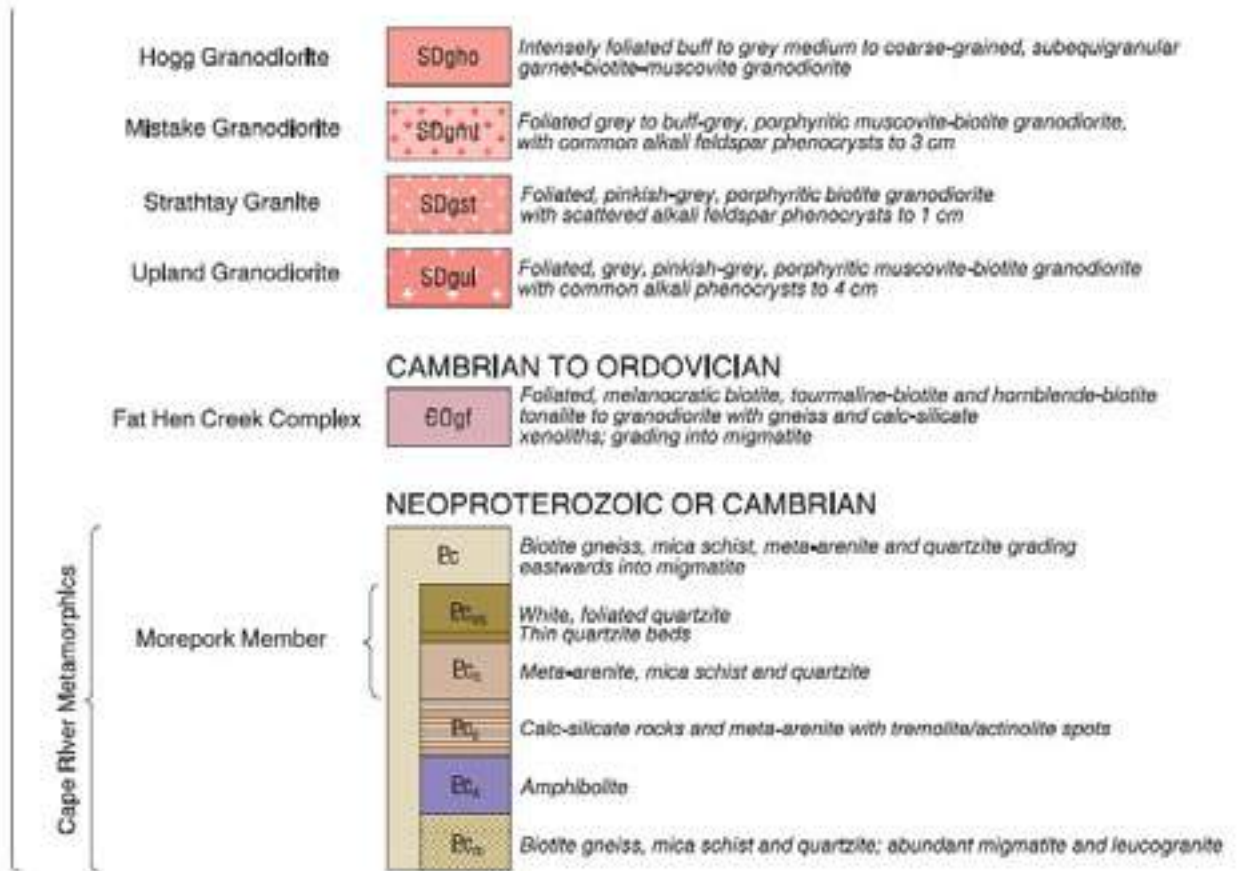 Hogg Granodiorite
SDgho
Intensely foliated buff to grey medium to coarse-grained, subequigranular
garnet-biotite-muscovite granodiorite
Mistake Granodiorite
Foliated grey to buff-grey, porphyritic muscovite-biotite granodiorite,
with common alkali feldspar phenocrysts to 3 cm
Strathtay Granite
SDgst
Foliated, pinkish-grey, porphyritic biotite granodiorite
with scattered alkali feldspar phenocrysts to 1 cm
Upland Granodiorite
Foliated, grey, pinkish-grey, porphyritic muscovite-biotite granodiorite
with common alkali phenocrysts to 4 cm
CAMBRIAN TO ORDOVICIAN
Fat Hen Creek Complex
Foliated, melanocratic biotite, tourmaline-biotite and hornblende-biotite
tonalite to granodiorite with gneiss and calc-silicate
xenoliths; grading into migmatite
NEOPROTEROZOIC OR CAMBRIAN
Cape River Metamorphics
Biotite gneiss, mica schist, meta-arenite and quartzite grading
eastwards into migmatite
Morepork Member
White, foliated quartzite
Thin quartzite beds
Meta-arenite, mica schist and quartzite
Calc-silicate rocks and meta-arenite with tremolite/actinolite spots
Amphibolite
Biotite gneiss, mica schist and quartzite; abundant migmatite and leucogranite